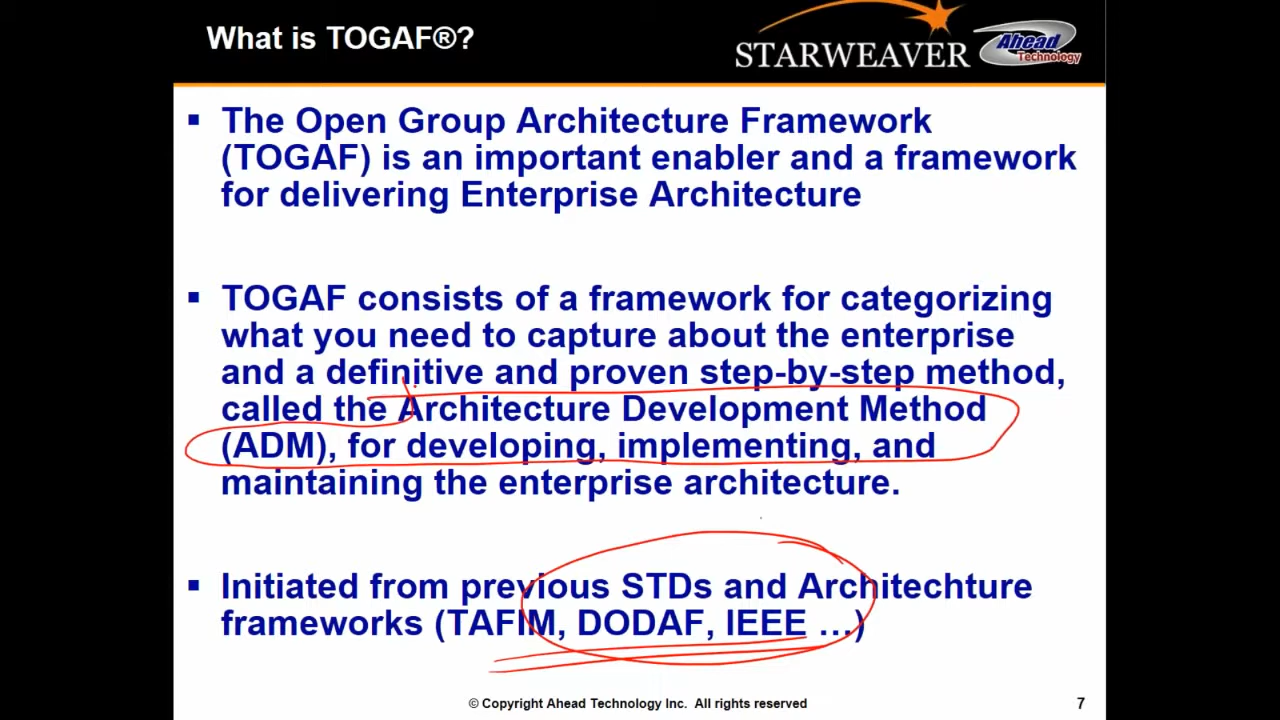 What is TOGAF®?
STARWEAVER
Ahead
Technology
▪ The Open Group Architecture Framework
(TOGAF) is an important enabler and a framework
for delivering Enterprise Architecture
▪ TOGAF consists of a framework for categorizing
what you need to capture about the enterprise
and a definitive and proven step-by-step method,
called the Architecture Development Method
(ADM), for developing, implementing, and
maintaining the enterprise architecture.
▪ Initiated from previous STDs and Architechture
frameworks (TAFIM, DODAF, IEEE …)
© Copyright Ahead Technology Inc. All rights reserved
7